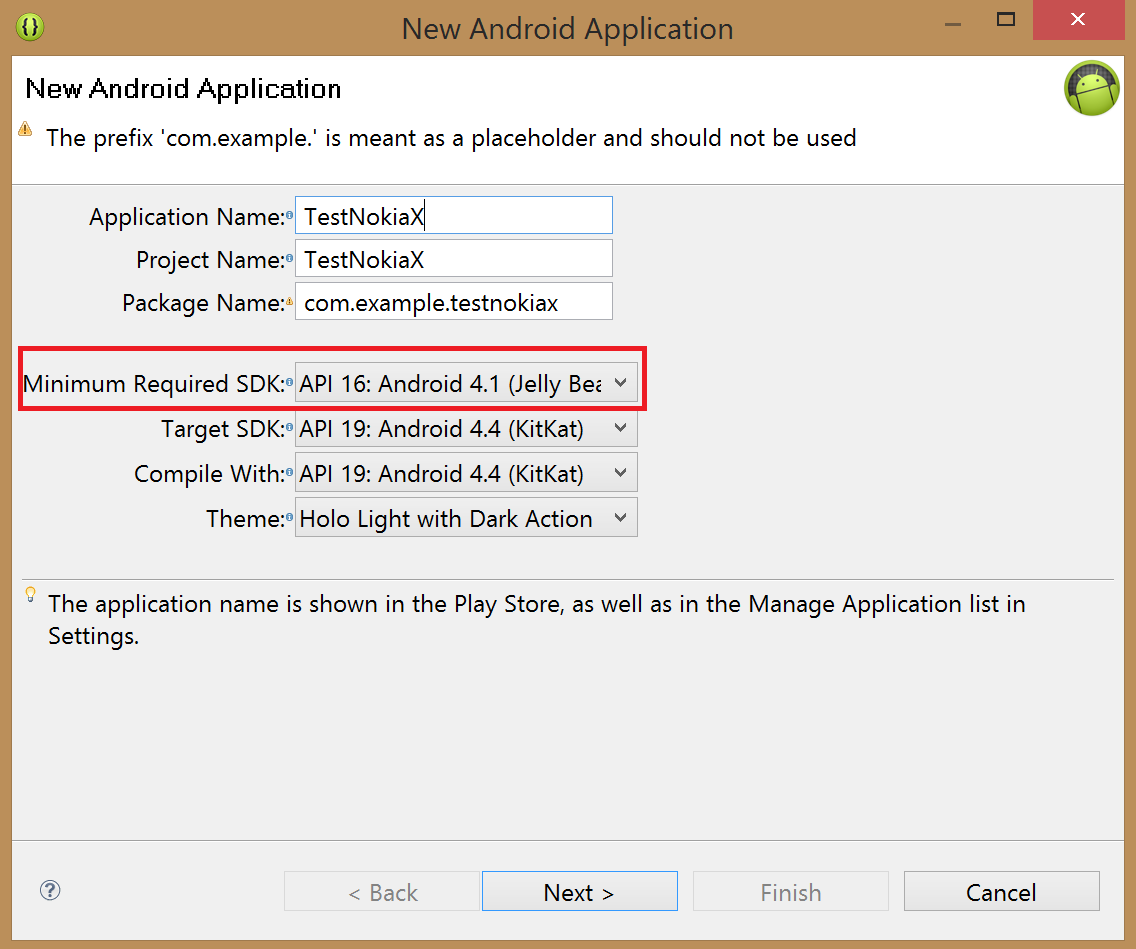 New Android Application
New Android Application
The prefix 'com.example.' is meant as a placeholder and should not be used
Application Name: TestNokiaX
Project Name: TestNokiaX
Package Name: com.example.testnokiax
Minimum Required SDK: API 16: Android 4.1 (Jelly Bea
Target SDK: API 19: Android 4.4 (KitKat)
Compile With: API 19: Android 4.4 (KitKat)
Theme: Holo Light with Dark Action
The application name is shown in the Play Store, as well as in the Manage Application list in
Settings.
< Back Next > Finish Cancel